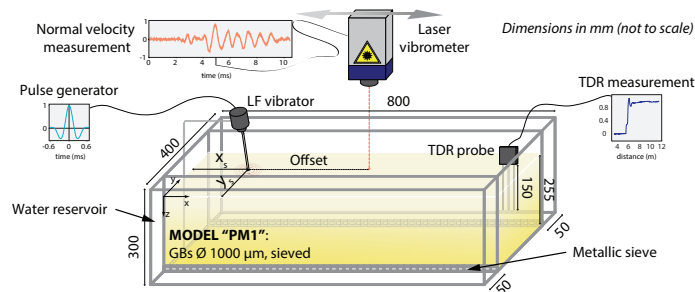 Normal velocity
measurement
1
0
-1
0
2
4
6
8
10
time (ms)
Laser
vibrometer
Dimensions in mm (not to scale)
Pulse generator
1
0
-0.6
0
0.6
time (ms)
LF vibrator
800
TDR measurement
0.8
0.4
0.0
4
6
8
10
12
distance (m)
TDR probe
400
Offset
xs
ys
y
x
z
150
255
Water reservoir
300
MODEL "PM1":
GBs Ø 1000 µm, sieved
50
50
Metallic sieve